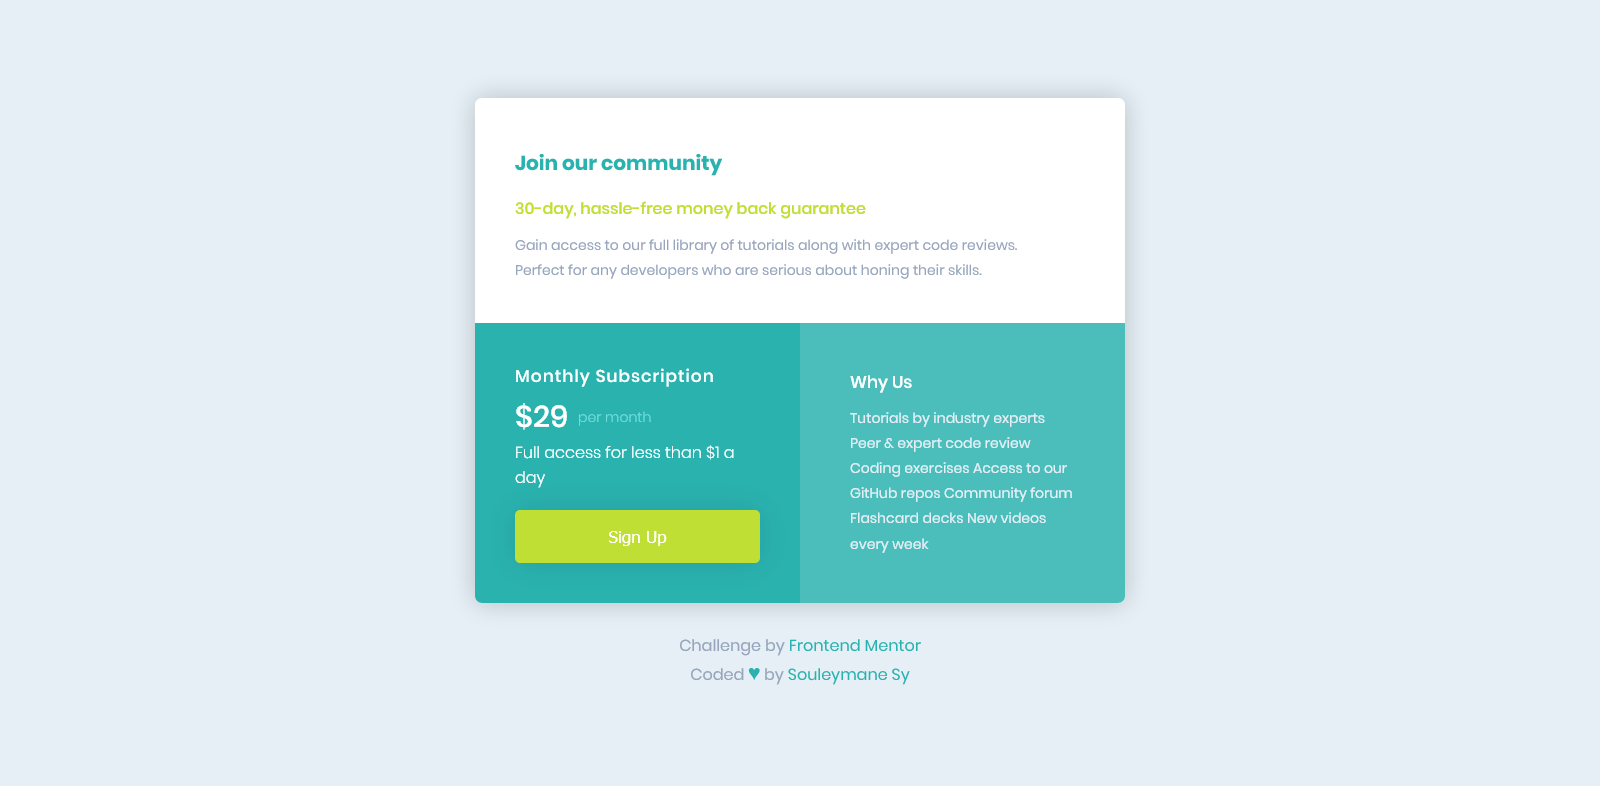 Join our community
30-day, hassle-free money back guarantee
Gain access to our full library of tutorials along with expert code reviews.
Perfect for any developers who are serious about honing their skills.
Monthly Subscription
$29 per month
Full access for less than $1 a
day
Sign Up
Why Us
Tutorials by industry experts
Peer & expert code review
Coding exercises Access to our
GitHub repos Community forum
Flashcard decks New videos
every week
Challenge by Frontend Mentor
Coded ♥ by Souleymane Sy